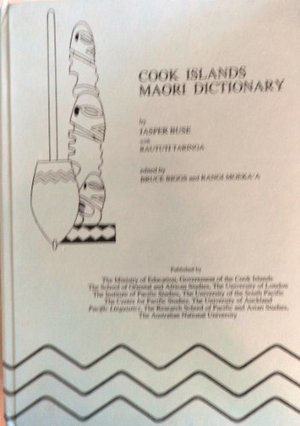 COOK ISLANDS
MAORI DICTIONARY
by
JASPER BUSE
with
RAUTUTI TARINGA
edited by
BRUCE BIGGS and RANGI MOEKA'A
Published by
The Ministry of Education, Government of the Cook Islands
The School of Oriental and African Studies, The University of London
The Institute of Pacific Studies, The University of the South Pacific
The Centre for Pacific Studies, The University of Auckland
Pacific Linguistics, The Research School of Pacific and Asian Studies,
The Australian National University